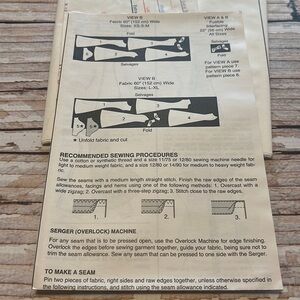 VIEW B
Fabric 60" (152 cm) Wide
Sizes: XS-S-M
Selvages
Fold
VIEW A & B
Fusible
Interfacing
22" (56 cm) Wide
All Sizes
Fold
Selvages
For VIEW A use
pattern piece 7.
For VIEW B use
pattern piece 5.
VIEW B
Fabric 60" (152 cm) Wide
Sizes: L-XL
Selvages
Selvages
Fold
★ Unfold fabric and cut
RECOMMENDED SEWING PROCEDURES
Use a cotton or synthetic thread and a size 11/75 or 12/80 sewing machine needle for
light to medium weight fabric, and a size 12/80 or 14/90 for medium to heavy weight fab-
ric.
Sew the seams with a medium length straight stitch. Finish the raw edges of the seam
allowances, facings and hems using one of the following methods: 1. Overcast with a
wide zigzag; 2. Overcast with a three-step zigzag; 3. Stitch close to the raw edges.
1.
2.
3.
SERGER (OVERLOCK) MACHINE
For any seam that is to be pressed open, use the Overlock Machine for edge finishing.
Overlock the edges before sewing garment together, guide your fabric, being sure not to
trim the seam allowance. Sew any seam that can be pressed to one side with the Serger.
TO MAKE A SEAM
Pin two pieces of fabric, right sides and raw edges together, unless otherwise specified in
the following instructions, and stitch using the seam allowance indicated.